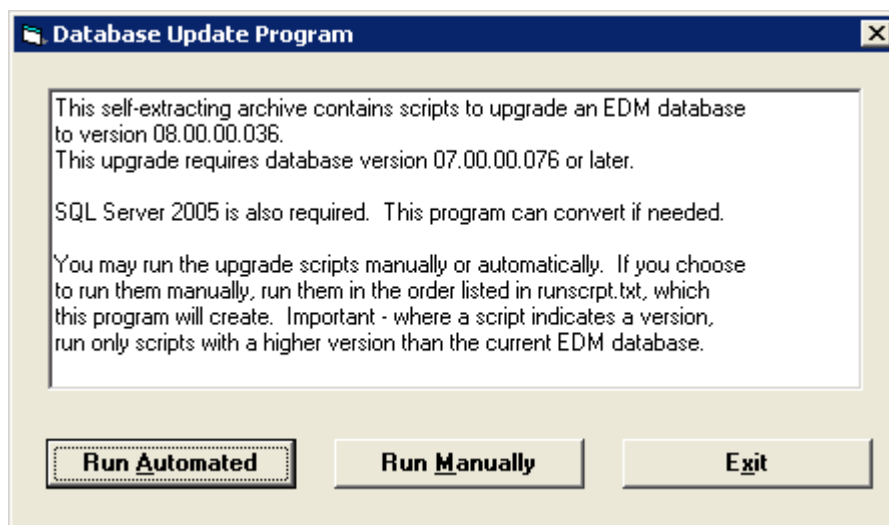 Database Update Program
This self-extracting archive contains scripts to upgrade an EDM database
to version 08.00.00.036.
This upgrade requires database version 07.00.00.076 or later.
SQL Server 2005 is also required.  This program can convert if needed.
You may run the upgrade scripts manually or automatically.  If you choose
to run them manually, run them in the order listed in runscrpt.txt, which
this program will create.  Important - where a script indicates a version,
run only scripts with a higher version than the current EDM database.
Run Automated
Run Manually
Exit